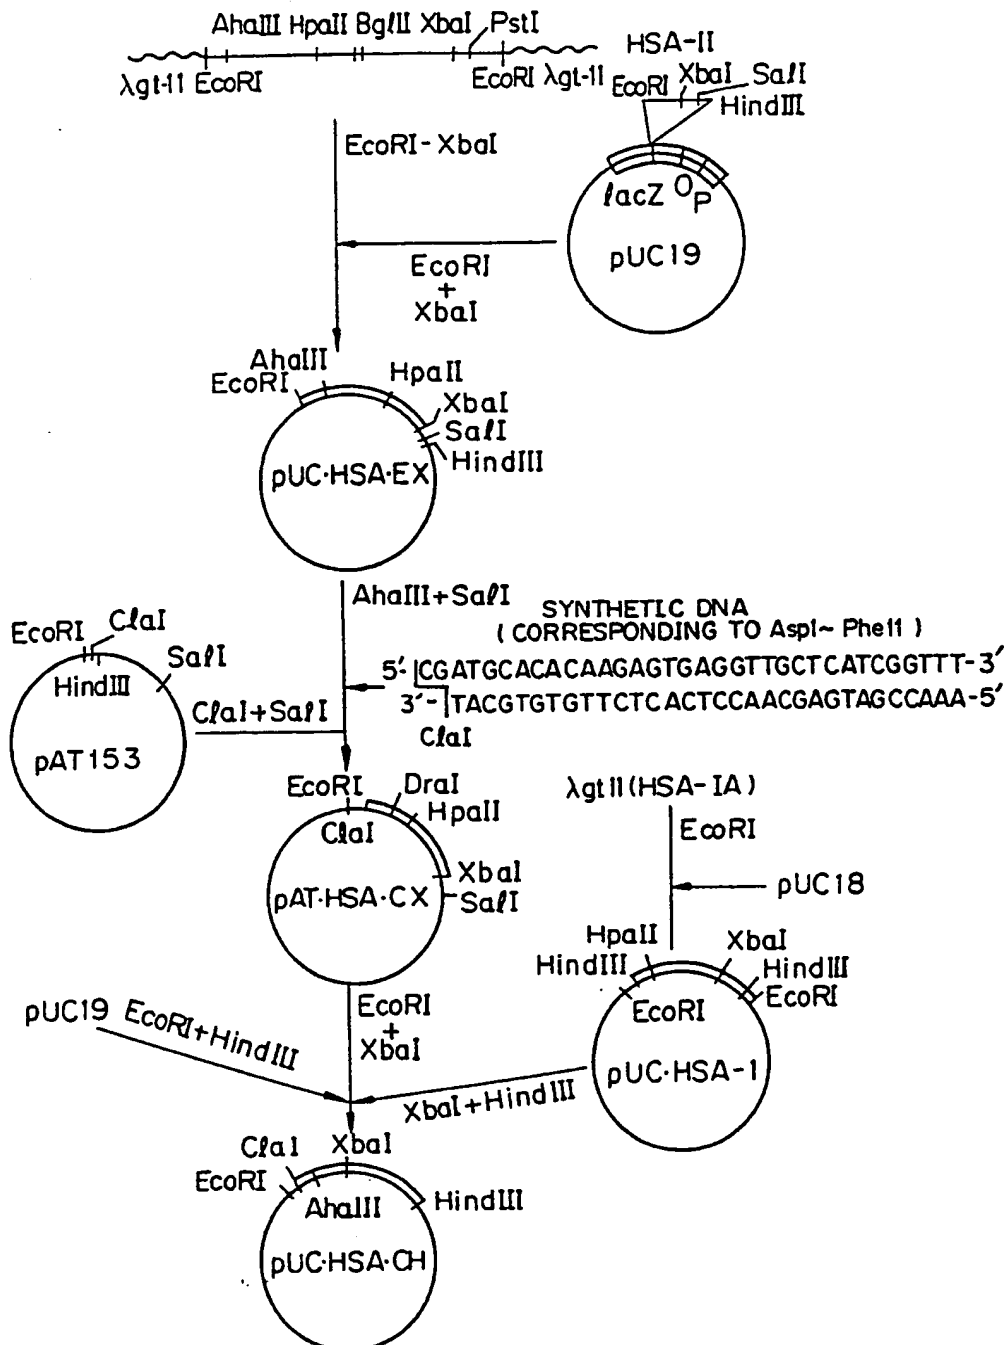 AhaIII HpaII BglII XbaI PstI
HSA-II
λgt-11 EcoRI
EcoRI λgt-11
EcoRI XbaI SalI
HindIII
EcoRI-XbaI
lacZ O P
pUC19
EcoRI
+
XbaI
AhaIII
EcoRI
HpaII
XbaI
SalI
HindIII
pUC·HSA·EX
AhaIII+SalI
SYNTHETIC DNA
(CORRESPONDING TO Asp1~Phe11)
5'-CGATGCACACAAGAGTGAGGTTGCTCATCGGTTT-3'
3'-TACGTGTGTTCTCACTCCAACGAGTAGCCAAA-5'
ClaI
EcoRI ClaI
HindIII
SalI
ClaI+SalI
pAT153
EcoRI
DraI
HpaII
ClaI
XbaI
SalI
pAT·HSA·CX
λgt11(HSA-IA)
EcoRI
pUC18
HpaII
XbaI
HindIII
HindIII
EcoRI
EcoRI
pUC·HSA-1
EcoRI
+
XbaI
pUC19 EcoRI+HindIII
XbaI+HindIII
ClaI XbaI
EcoRI
AhaIII
HindIII
pUC·HSA·CH